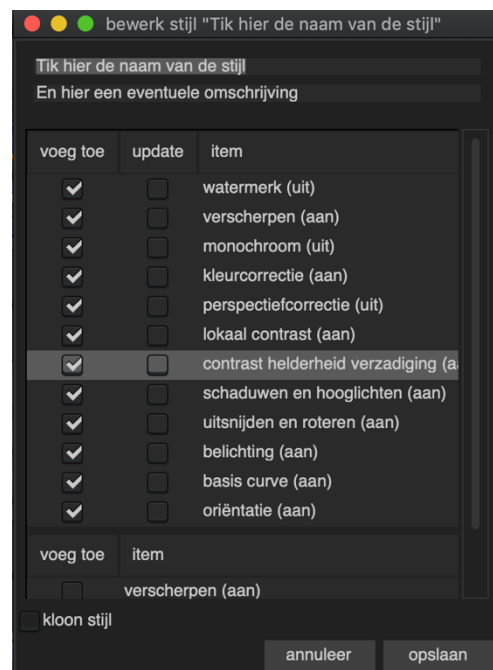 bewerk stijl "Tik hier de naam van de stijl"
Tik hier de naam van de stijl
En hier een eventuele omschrijving
voeg toe update item
watermerk (uit)
verscherpen (aan)
monochroom (uit)
kleurcorrectie (aan)
perspectiefcorrectie (uit)
lokaal contrast (aan)
contrast helderheid verzadiging (a
schaduwen en hooglichten (aan)
uitsnijden en roteren (aan)
belichting (aan)
basis curve (aan)
oriëntatie (aan)
voeg toe item
verscherpen (aan)
kloon stijl
annuleer opslaan